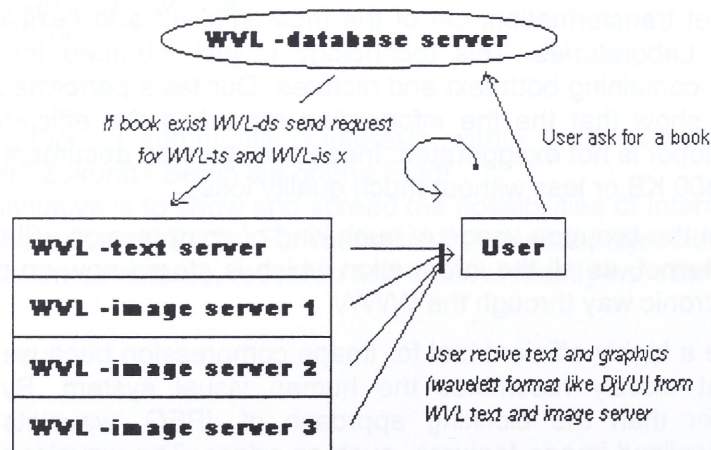 WVL -database server
If book exist WVL-ds send request
for WVL-ts and WVL-is x
User ask for a book
WVL-text server
User
WVL -image server 1
WVL -image server 2
WVL -image server 3
User recive text and graphics
(wavelett format like DjVU) from
WVL text and image server